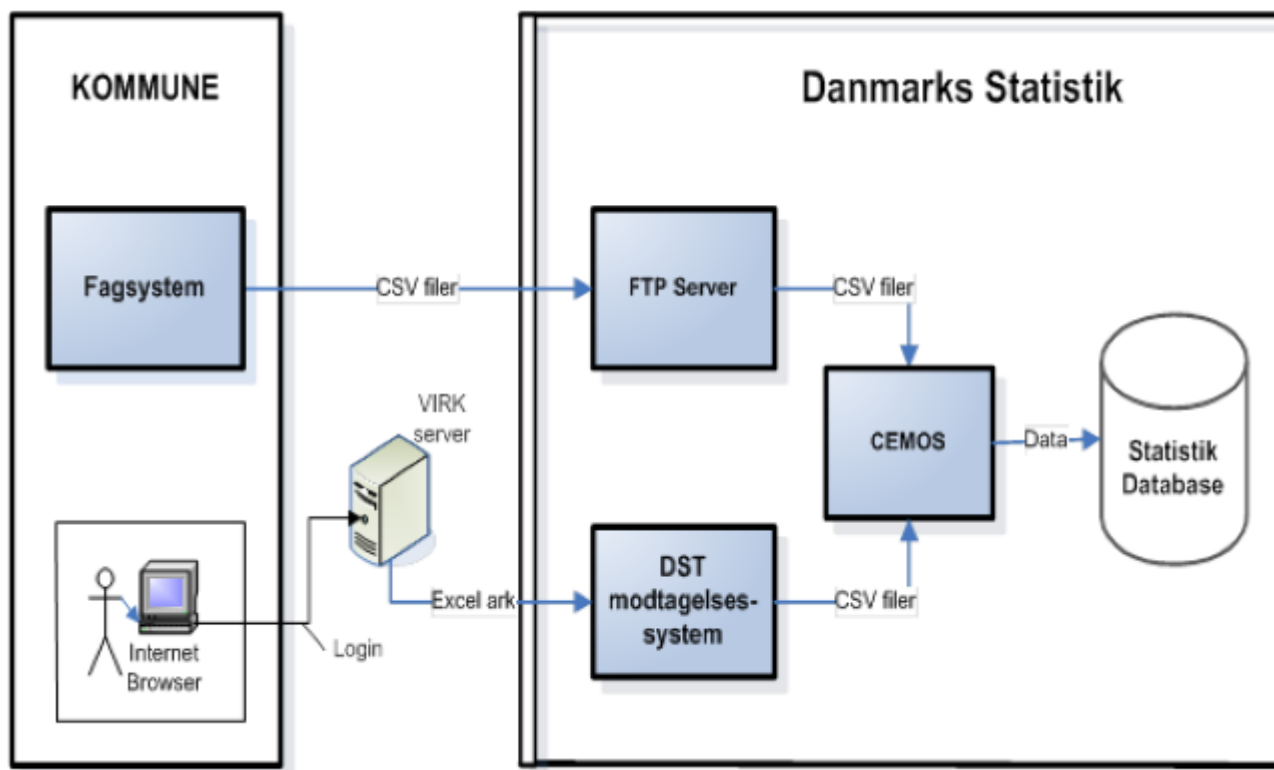 KOMMUNE
Danmarks Statistik
Fagsystem
CSV filer
FTP Server
CSV filer
VIRK
server
CEMOS
Data
Statistik
Database
Internet
Browser
Login
Excel ark
DST
modtagelses-
system
CSV filer